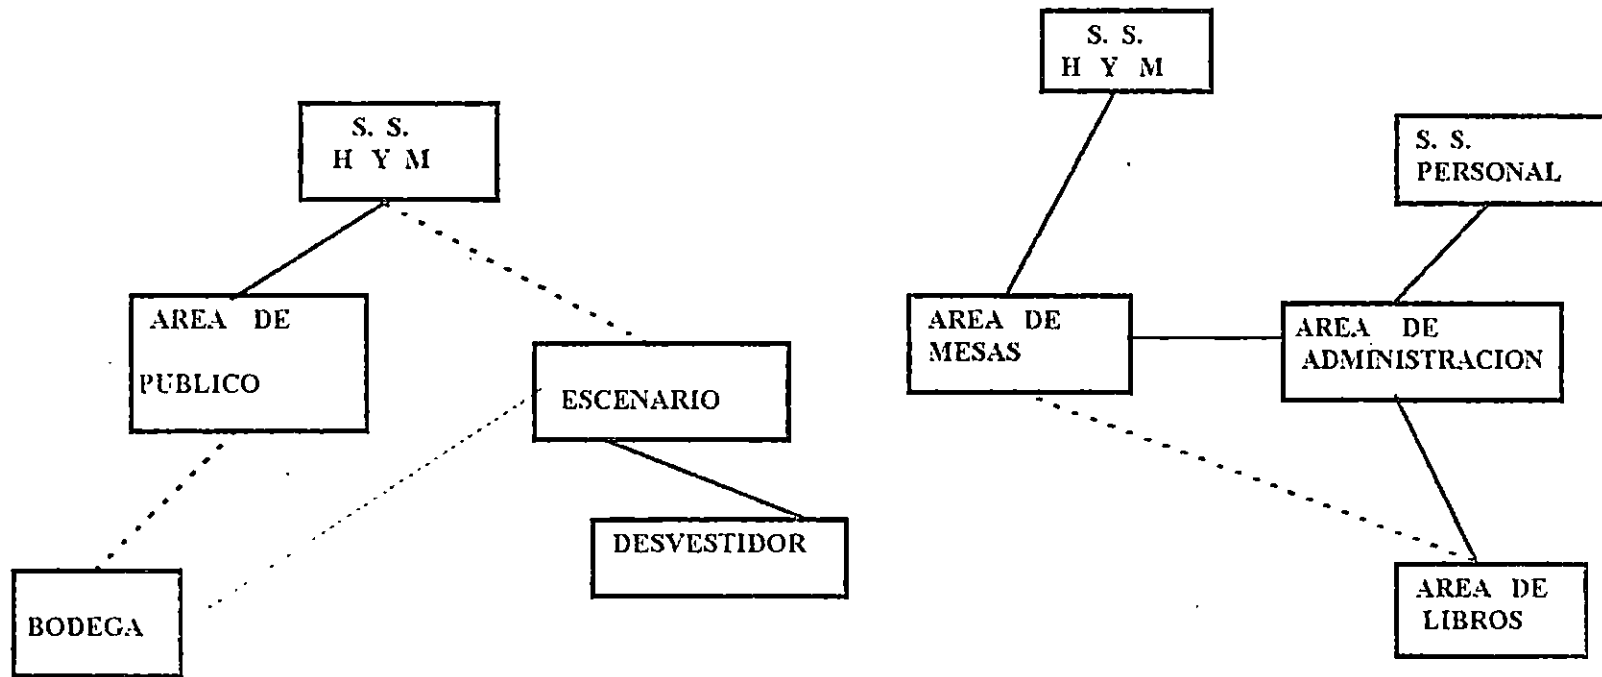 S. S.
H Y M
AREA DE
PUBLICO
ESCENARIO
DESVESTIDOR
BODEGA
S. S.
H Y M
S. S.
PERSONAL
AREA DE
MESAS
AREA DE
ADMINISTRACION
AREA DE
LIBROS